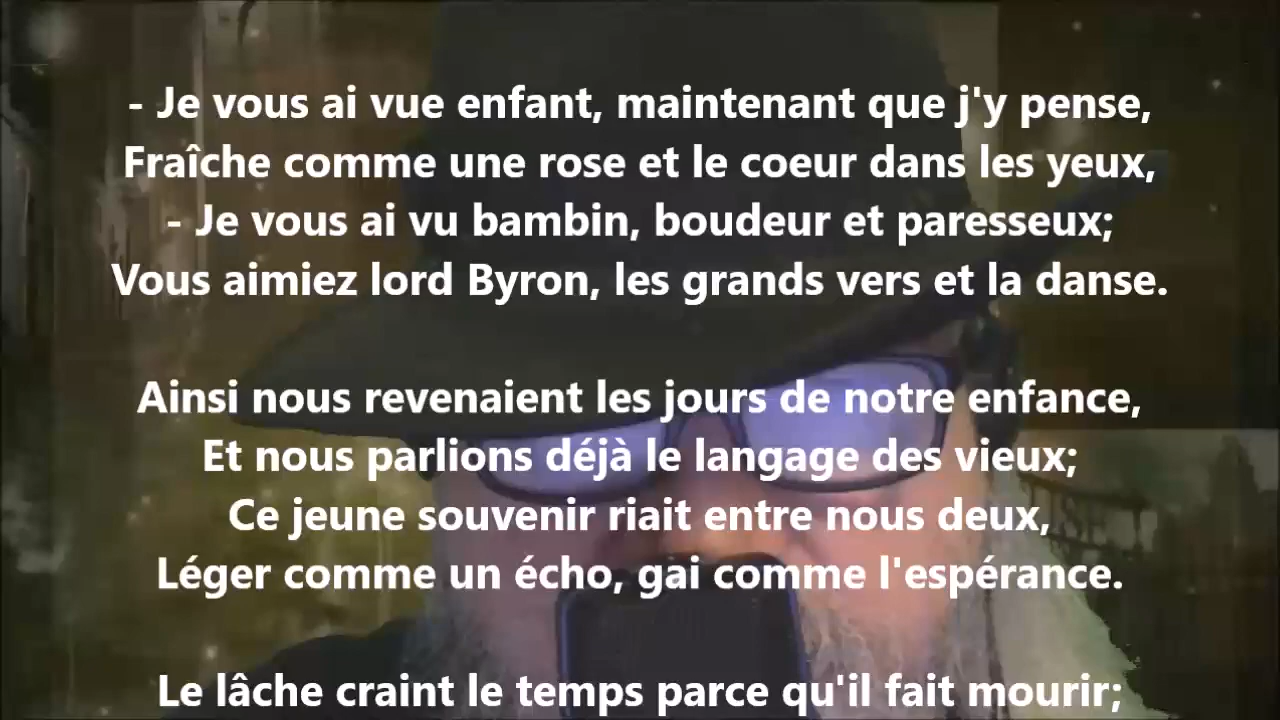 - Je vous ai vue enfant, maintenant que j'y pense,
Fraîche comme une rose et le coeur dans les yeux,
- Je vous ai vu bambin, boudeur et paresseux;
Vous aimiez lord Byron, les grands vers et la danse.
Ainsi nous revenaient les jours de notre enfance,
Et nous parlions déjà le langage des vieux;
Ce jeune souvenir riait entre nous deux,
Léger comme un écho, gai comme l'espérance.
Le lâche craint le temps parce qu'il fait mourir;